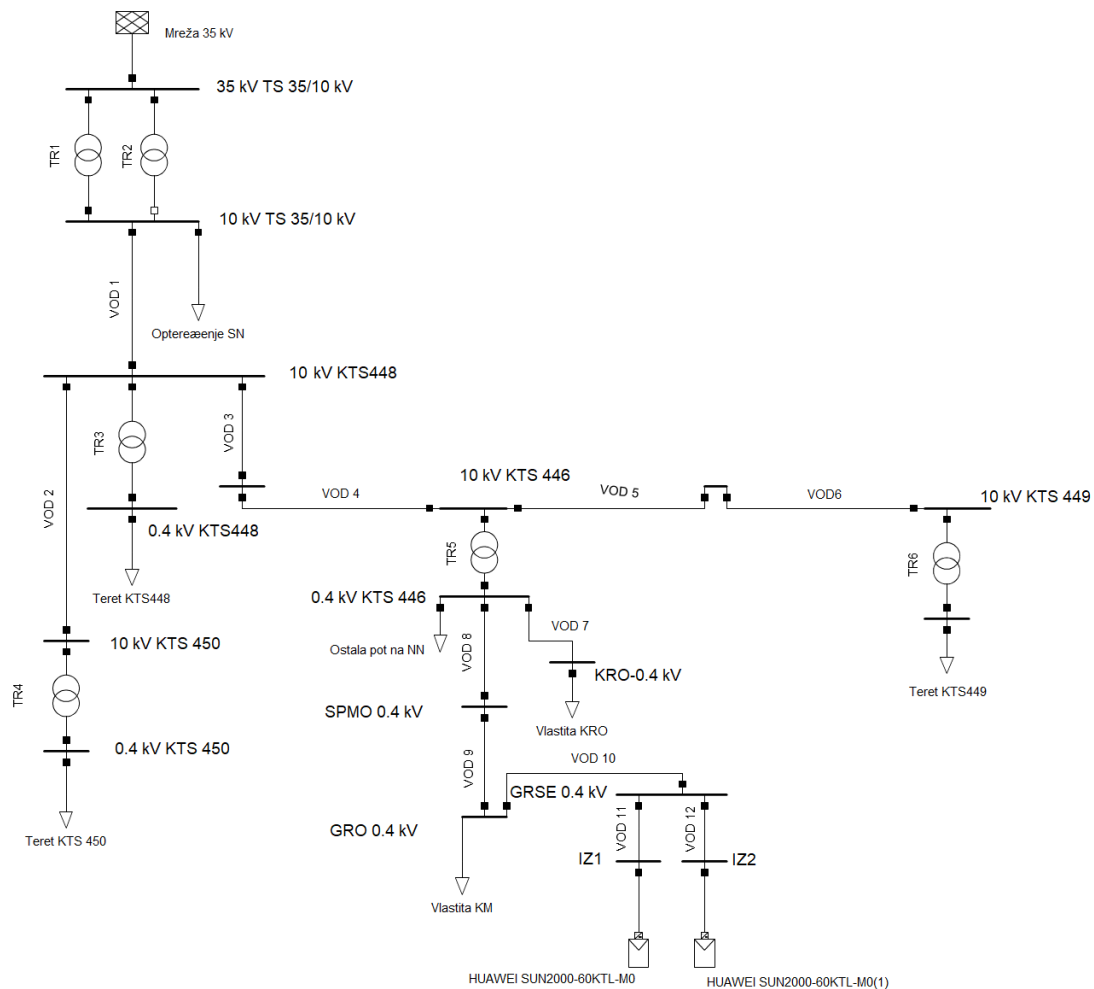 Mreža 35 kV
35 kV TS 35/10 kV
TR1
TR2
10 kV TS 35/10 kV
VOD 1
Optereæenje SN
10 kV KTS448
VOD 2
TR3
VOD 3
VOD 4
10 kV KTS 446
VOD 5
VOD6
10 kV KTS 449
0.4 kV KTS448
TR5
TR6
Teret KTS448
0.4 kV KTS 446
VOD 7
VOD 8
Ostala pot na NN
10 kV KTS 450
KRO-0.4 kV
Teret KTS449
TR4
SPMO 0.4 kV
Vlastita KRO
0.4 kV KTS 450
VOD 9
VOD 10
GRSE 0.4 kV
GRO 0.4 kV
VOD 11
VOD 12
Teret KTS 450
IZ1
IZ2
Vlastita KM
HUAWEI SUN2000-60KTL-M0
HUAWEI SUN2000-60KTL-M0(1)